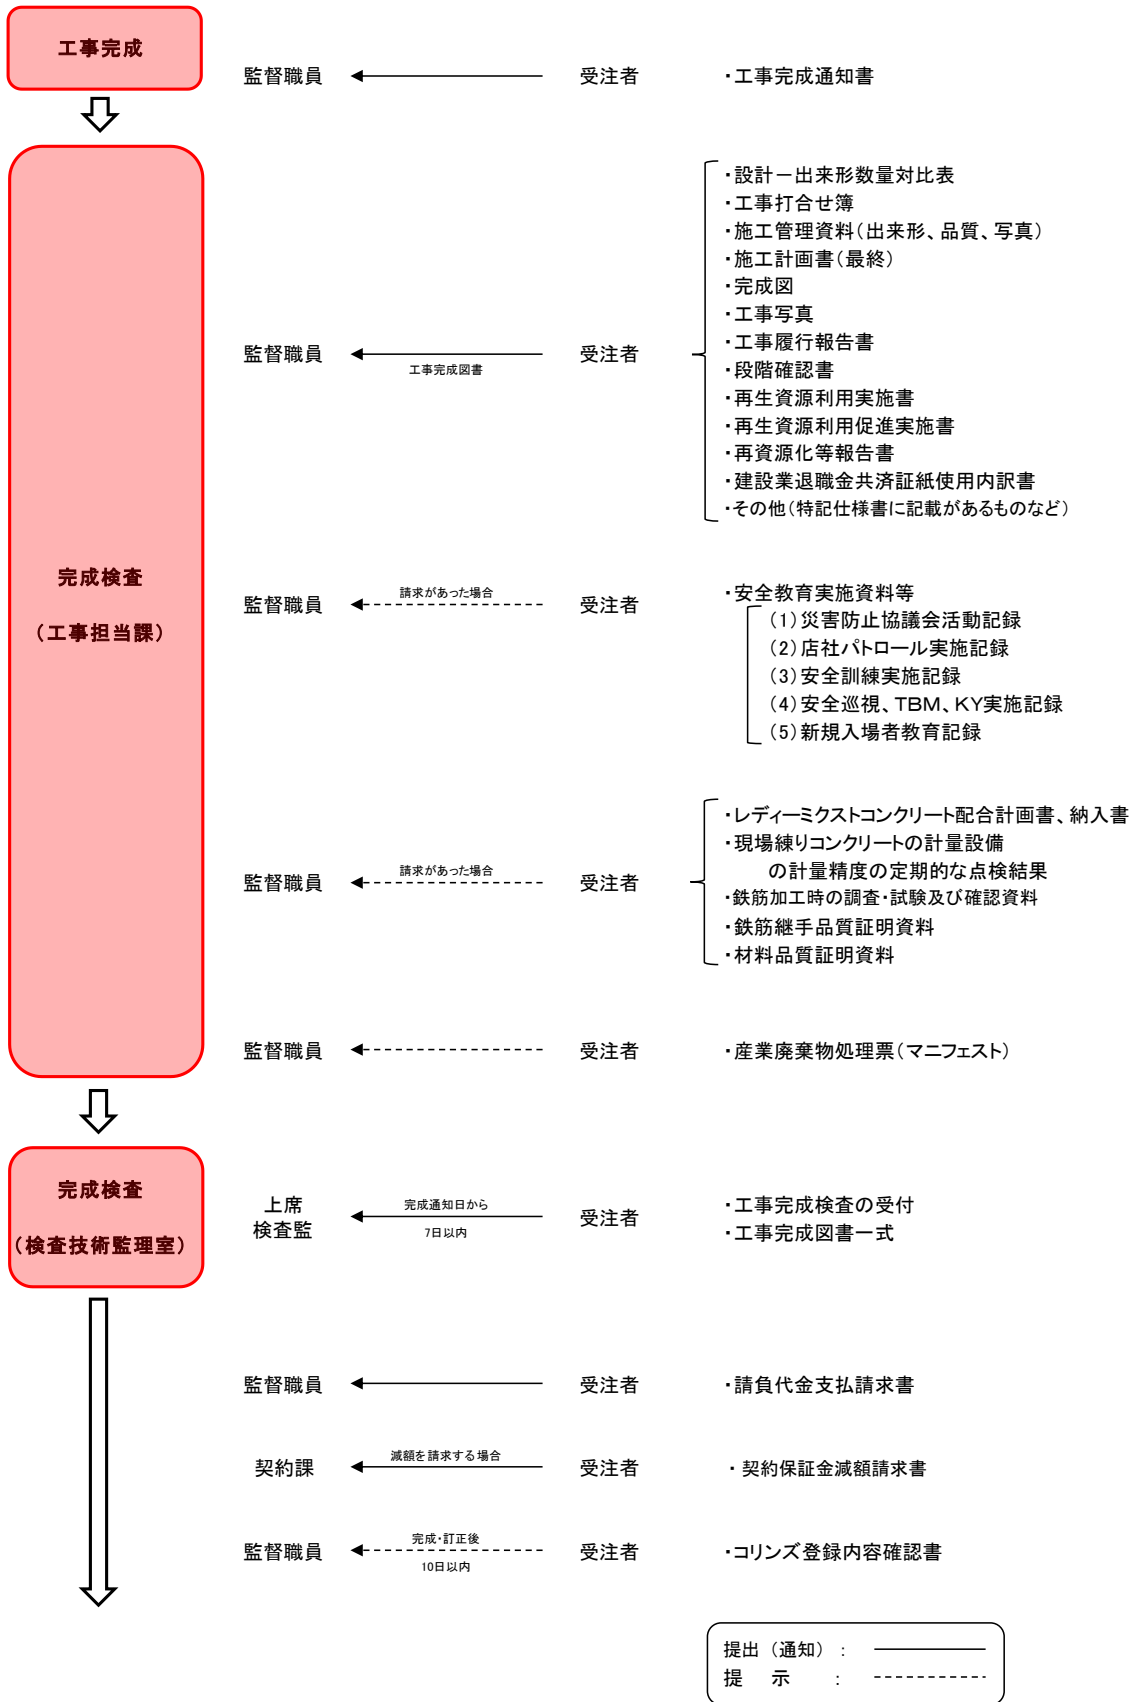 工事完成
監督職員 受注者 ・工事完成通知書
・設計－出来形数量対比表
・工事打合せ簿
・施工管理資料（出来形、品質、写真）
・施工計画書（最終）
・完成図
・工事写真
監督職員 受注者 ・工事履行報告書
工事完成図書
・段階確認書
・再生資源利用実施書
・再生資源利用促進実施書
・再資源化等報告書
・建設業退職金共済証紙使用内訳書
・その他（特記仕様書に記載があるものなど）
完成検査
（工事担当課）
請求があった場合
監督職員 受注者 ・安全教育実施資料等
（1）災害防止協議会活動記録
（2）店社パトロール実施記録
（3）安全訓練実施記録
（4）安全巡視、TBM、KY実施記録
（5）新規入場者教育記録
・レディーミクストコンクリート配合計画書、納入書
・現場練りコンクリートの計量設備
の計量精度の定期的な点検結果
請求があった場合
監督職員 受注者 ・鉄筋加工時の調査・試験及び確認資料
・鉄筋継手品質証明資料
・材料品質証明資料
監督職員 受注者 ・産業廃棄物処理票（マニフェスト）
完成検査
（検査技術監理室）
上席
検査監
完成通知日から
7日以内
受注者
・工事完成検査の受付
・工事完成図書一式
監督職員 受注者 ・請負代金支払請求書
減額を請求する場合
契約課 受注者 ・契約保証金減額請求書
完成・訂正後
監督職員 受注者 ・コリンズ登録内容確認書
10日以内
提出（通知）：
提 示 ：